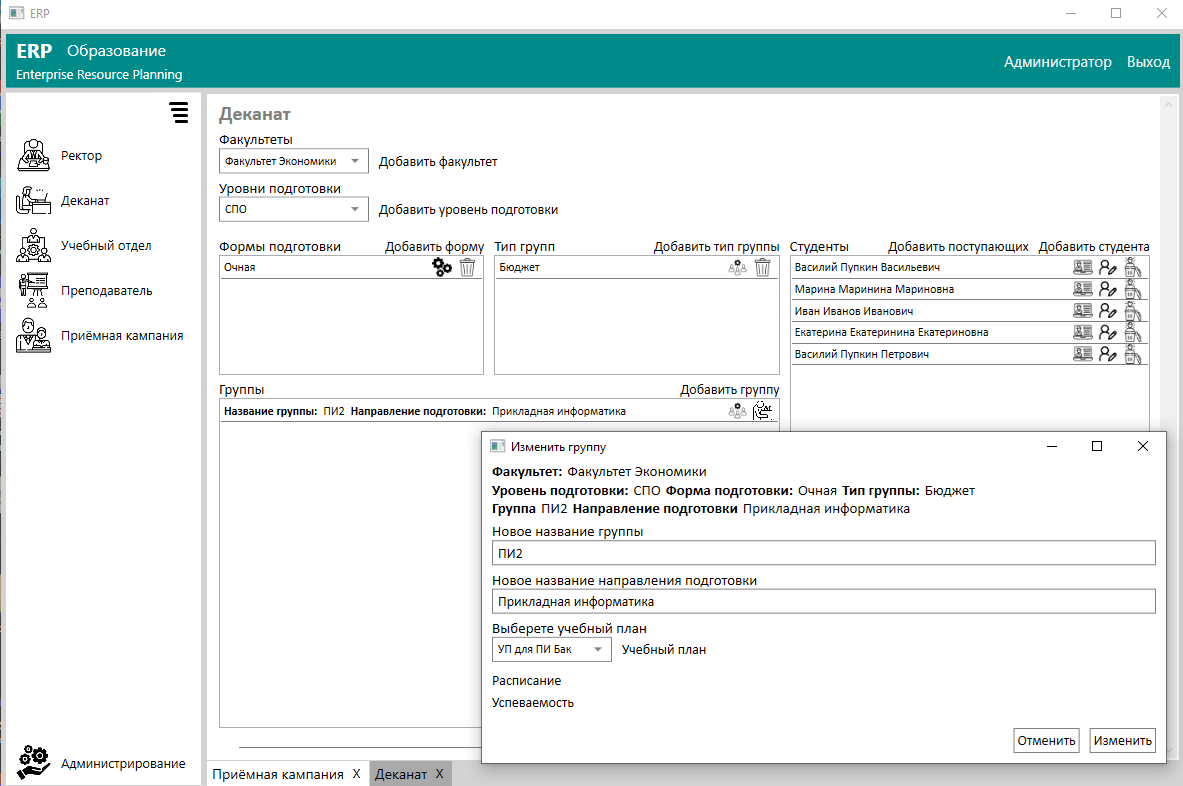 ERP
ERP Образование
Enterprise Resource Planning
Администратор Выход
Ректор
Деканат
Учебный отдел
Преподаватель
Приёмная кампания
Администрирование
Деканат
Факультеты
Факультет Экономики Добавить факультет
Уровни подготовки
СПО Добавить уровень подготовки
Формы подготовки Добавить форму
Очная
Тип групп Добавить тип группы
Бюджет
Студенты Добавить поступающих Добавить студента
Василий Пупкин Васильевич
Марина Маринина Мариновна
Иван Иванов Иванович
Екатерина Екатеринина Екатериновна
Василий Пупкин Петрович
Группы Добавить группу
Название группы: ПИ2 Направление подготовки: Прикладная информатика
Изменить группу
Факультет: Факультет Экономики
Уровень подготовки: СПО Форма подготовки: Очная Тип группы: Бюджет
Группа ПИ2 Направление подготовки Прикладная информатика
Новое название группы
ПИ2
Новое название направления подготовки
Прикладная информатика
Выберете учебный план
УП для ПИ Бак Учебный план
Расписание
Успеваемость
Отменить Изменить
Приёмная кампания X Деканат X